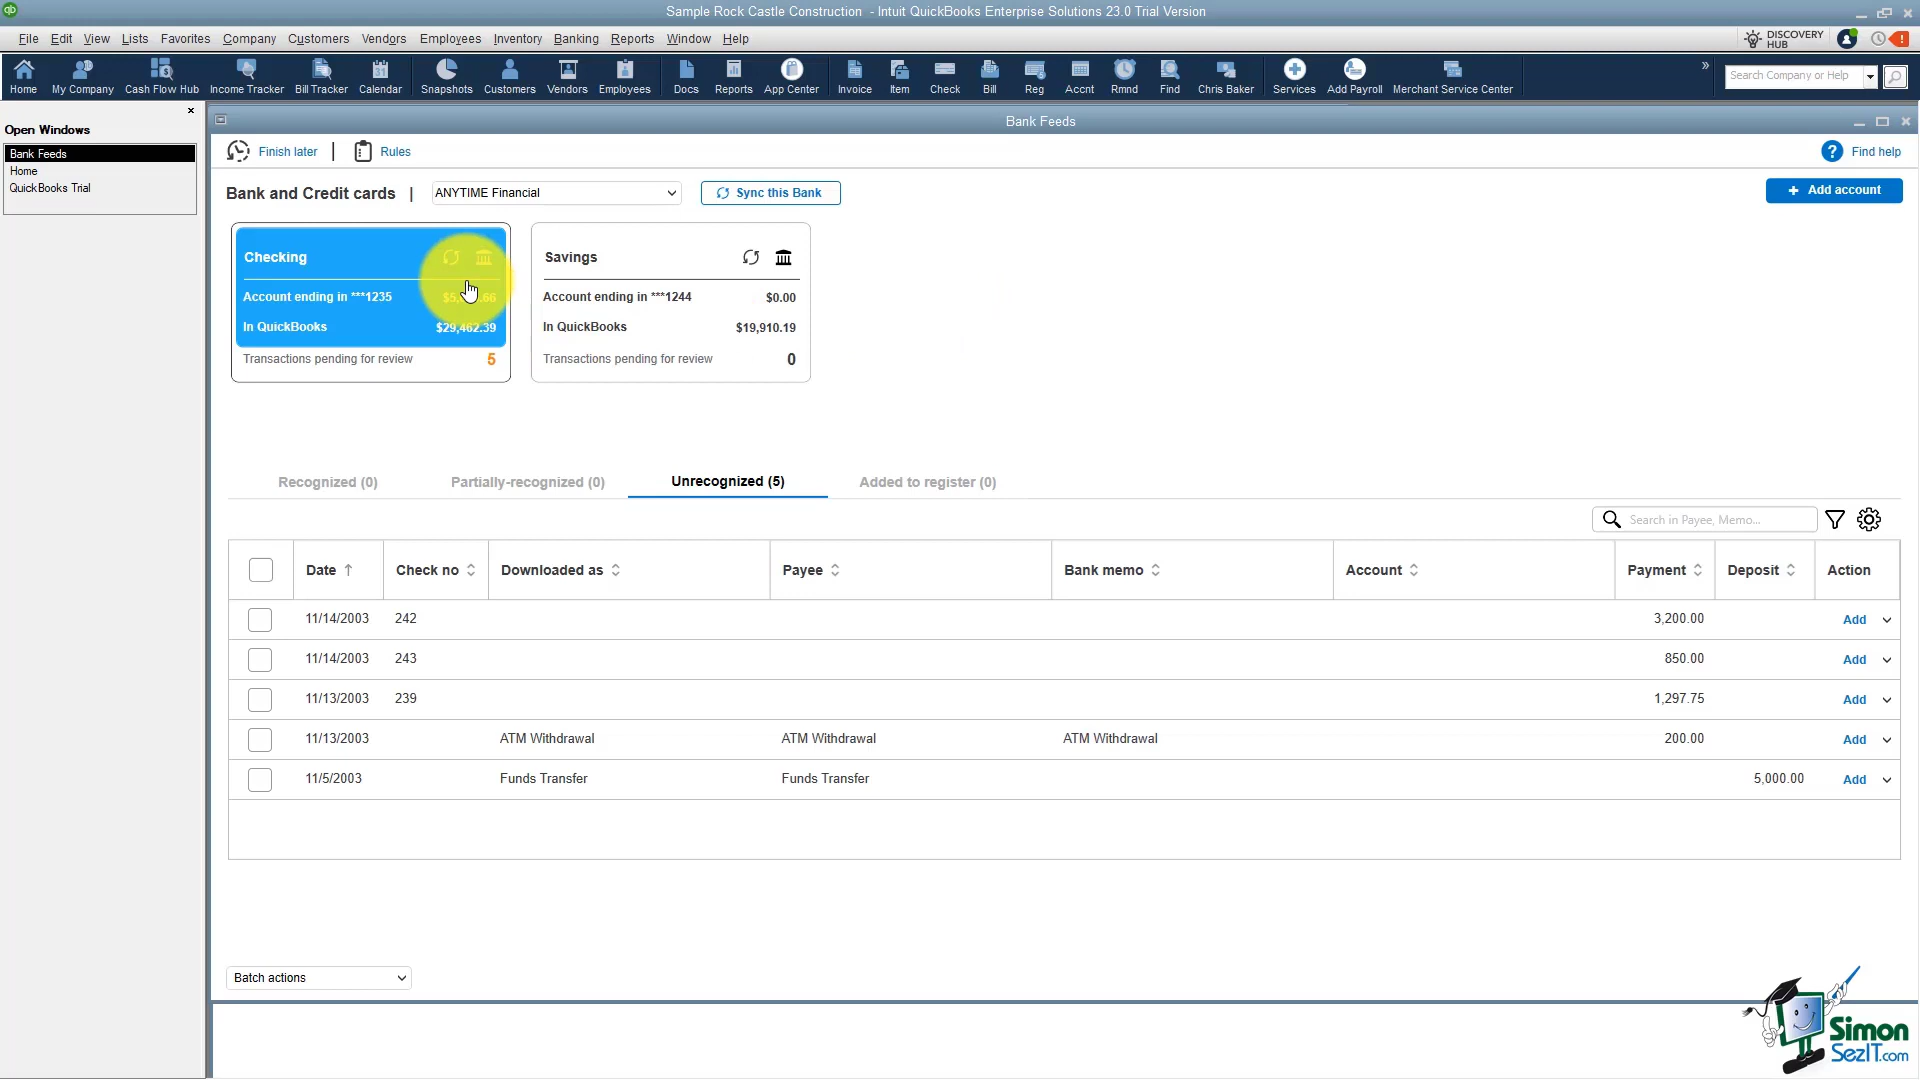 Sample Rock Castle Construction - Intuit QuickBooks Enterprise Solutions 23.0 Trial Version
File Edit View Lists Favorites Company Customers Vendors Employees Inventory Banking Reports Window Help
DISCOVERY HUB
Home My Company Cash Flow Hub Income Tracker Bill Tracker Calendar Snapshots Customers Vendors Employees Docs Reports App Center Invoice Item Check Bill Reg Accnt Rmnd Find Chris Baker Services Add Payroll Merchant Service Center
Search Company or Help
Open Windows
Bank Feeds
Home
QuickBooks Trial
Bank Feeds
Finish later | Rules
Find help
Bank and Credit cards | ANYTIME Financial Sync this Bank
+ Add account
Checking
Account ending in ***1235
In QuickBooks $29,462.39
Transactions pending for review 5
Savings
Account ending in ***1244 $0.00
In QuickBooks $19,910.19
Transactions pending for review 0
Recognized (0) Partially-recognized (0) Unrecognized (5) Added to register (0)
Search in Payee, Memo...
Date Check no Downloaded as Payee Bank memo Account Payment Deposit Action
11/14/2003 242 3,200.00 Add
11/14/2003 243 850.00 Add
11/13/2003 239 1,297.75 Add
11/13/2003 ATM Withdrawal ATM Withdrawal ATM Withdrawal 200.00 Add
11/5/2003 Funds Transfer Funds Transfer 5,000.00 Add
Batch actions
Simon
SezIT.com